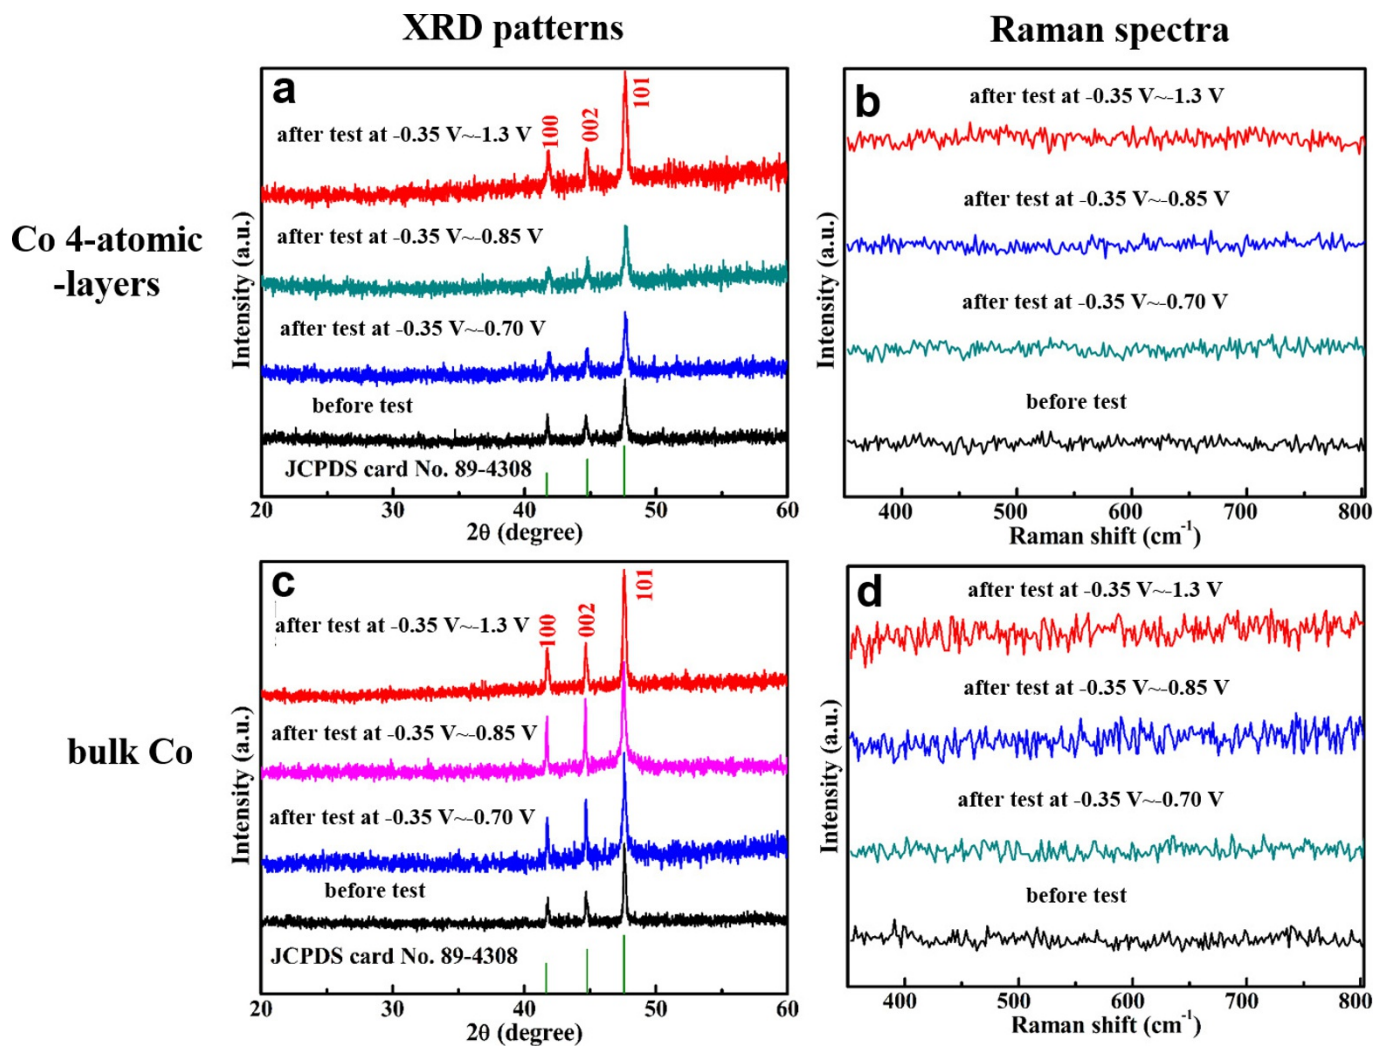 XRD patterns
Raman spectra
Co 4-atomic
-layers
a
after test at -0.35 V~-1.3 V
100
002
101
after test at -0.35 V~-0.85 V
after test at -0.35 V~-0.70 V
before test
JCPDS card No. 89-4308
Intensity (a.u.)
20 30 40 50 60
2θ (degree)
b
after test at -0.35 V~-1.3 V
after test at -0.35 V~-0.85 V
after test at -0.35 V~-0.70 V
before test
Intensity (a.u.)
400 500 600 700 800
Raman shift (cm⁻¹)
bulk Co
c
after test at -0.35 V~-1.3 V
100
002
101
after test at -0.35 V~-0.85 V
after test at -0.35 V~-0.70 V
before test
JCPDS card No. 89-4308
Intensity (a.u.)
20 30 40 50 60
2θ (degree)
d
after test at -0.35 V~-1.3 V
after test at -0.35 V~-0.85 V
after test at -0.35 V~-0.70 V
before test
Intensity (a.u.)
400 500 600 700 800
Raman shift (cm⁻¹)